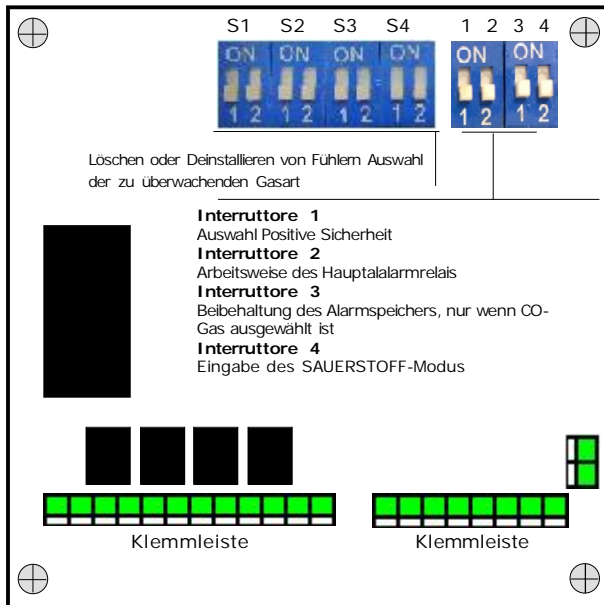 S1 S2 S3 S4 1 2 3 4
ON ON ON ON ON ON
1 2 1 2 1 2 1 2 1 2 1 2
Löschen oder Deinstallieren von Fühlern Auswahl
der zu überwachenden Gasart
Interruttore 1
Auswahl Positive Sicherheit
Interruttore 2
Arbeitsweise des Hauptalalarmrelais
Interruttore 3
Beibehaltung des Alarmspeichers, nur wenn CO-
Gas ausgewählt ist
Interruttore 4
Eingabe des SAUERSTOFF-Modus
Klemmleiste Klemmleiste